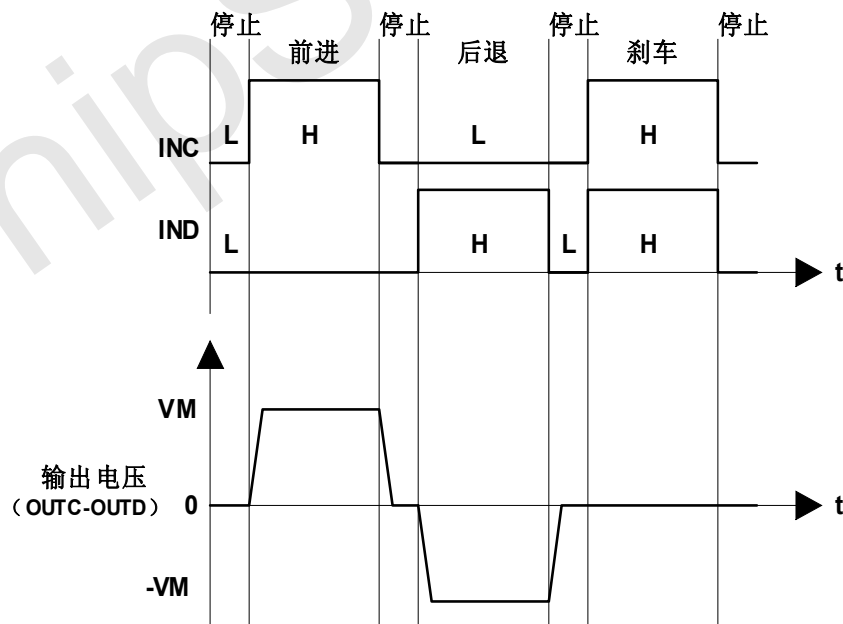 停止 停止 停止 停止
前进 后退 刹车
INC L H L H
IND L H L H
t
VM
输出电压
（OUTC-OUTD） 0 t
-VM